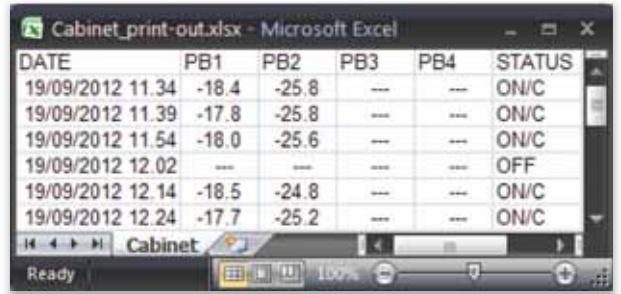 Cabinet_print-out.xlsx - Microsoft Excel
DATE PB1 PB2 PB3 PB4 STATUS
19/09/2012 11.34 -18.4 -25.8 --- --- ON/C
19/09/2012 11.39 -17.8 -25.8 --- --- ON/C
19/09/2012 11.54 -18.0 -25.6 --- --- ON/C
19/09/2012 12.02 --- --- --- --- OFF
19/09/2012 12.14 -18.5 -24.8 --- --- ON/C
19/09/2012 12.24 -17.7 -25.2 --- --- ON/C
Cabinet
Ready 100%